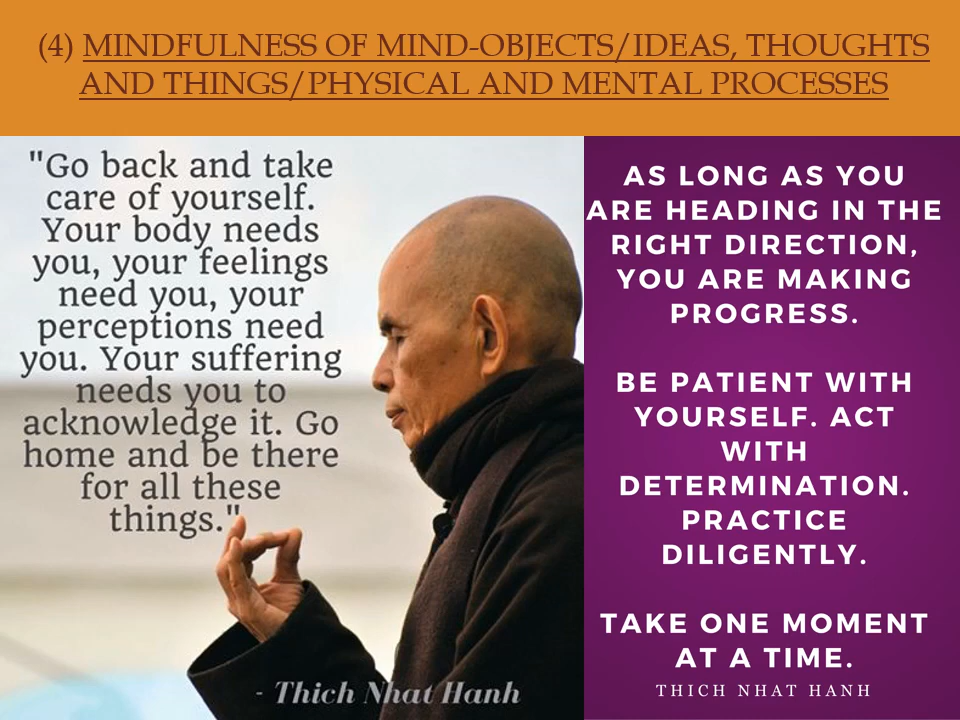 (4) MINDFULNESS OF MIND-OBJECTS/IDEAS, THOUGHTS
AND THINGS/PHYSICAL AND MENTAL PROCESSES
"Go back and take
care of yourself.
Your body needs
you, your feelings
need you, your
perceptions need
you. Your suffering
needs you to
acknowledge it. Go
home and be there
for all these
things."
- Thich Nhat Hanh
AS LONG AS YOU
ARE HEADING IN THE
RIGHT DIRECTION,
YOU ARE MAKING
PROGRESS.
BE PATIENT WITH
YOURSELF. ACT
WITH
DETERMINATION.
PRACTICE
DILIGENTLY.
TAKE ONE MOMENT
AT A TIME.
THICH NHAT HANH